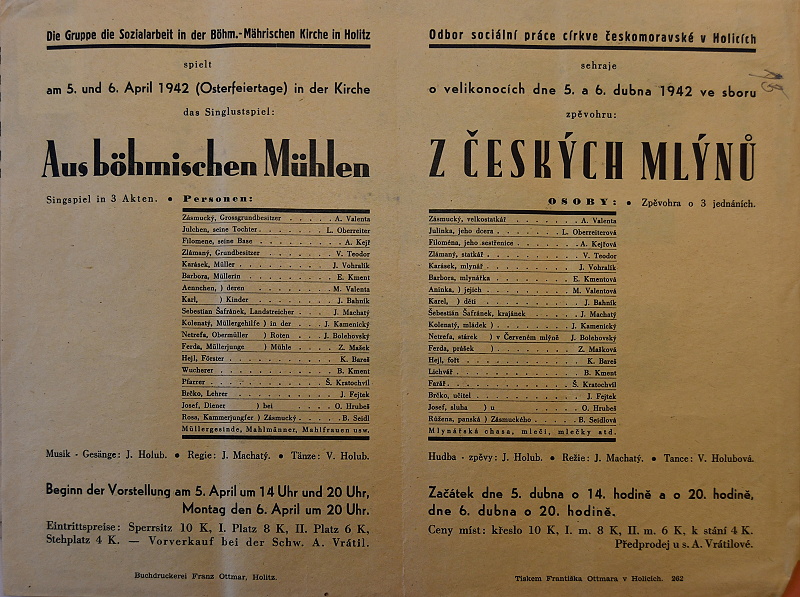 Die Gruppe die Sozialarbeit in der Böhm.-Mährischen Kirche in Holitz
spielt
am 5. und 6. April 1942 (Osterfeiertage) in der Kirche
das Singlustspiel:
Aus böhmischen Mühlen
Singspiel in 3 Akten. • Personen:
Zásmucký, Grossgrundbesitzer . . . . . A. Valenta
Julchen, seine Tochter . . . . . . . . L. Oberreiter
Filomene, seine Base . . . . . . . . . A. Kejř
Zlámaný, Grundbesitzer . . . . . . . . V. Teodor
Karásek, Müller . . . . . . . . . . . J. Vohralík
Barbora, Müllerin . . . . . . . . . . E. Kment
Aennchen, ) deren . . . . . . . . . . M. Valenta
Karl, ) Kinder . . . . . . . . . . . J. Bahník
Sebestian Šafránek, Landstreicher . . . . J. Machatý
Kolenatý, Müllergehilfe ) in der . . . . J. Kamenický
Netrefa, Obermüller ) Roten . . . . . J. Bolehovský
Ferda, Müllerjunge ) Mühle . . . . . . Z. Mašek
Hejl, Förster . . . . . . . . . . . . K. Bareš
Wucherer . . . . . . . . . . . . . . B. Kment
Pfarrer . . . . . . . . . . . . . . Š. Kratochvíl
Brčko, Lehrer . . . . . . . . . . . . J. Fejtek
Josef, Diener ) bei . . . . . . . . . O. Hrubeš
Rosa, Kammerjungfer ) Zásmucký . . . . . B. Seidl
Müllergesinde, Mahlmänner, Mahlfrauen usw.
Musik - Gesänge: J. Holub. • Regie: J. Machatý. • Tänze: V. Holub.
Beginn der Vorstellung am 5. April um 14 Uhr und 20 Uhr,
Montag den 6. April um 20 Uhr.
Eintrittspreise: Sperrsitz 10 K, I. Platz 8 K, II. Platz 6 K,
Stehplatz 4 K. — Vorverkauf bei der Schw. A. Vrátil.
Buchdruckerei Franz Ottmar, Holitz.
Odbor sociální práce církve českomoravské v Holicích
sehraje
o velikonocích dne 5. a 6. dubna 1942 ve sboru
zpěvohru:
Z ČESKÝCH MLÝNŮ
OSOBY: • Zpěvohra o 3 jednáních.
Zásmucký, velkostatkář . . . . . . . . A. Valenta
Julinka, jeho dcera . . . . . . . . . L. Oberreiterová
Filoména, jeho sestřenice . . . . . . . A. Kejřová
Zlámaný, statkář . . . . . . . . . . . V. Teodor
Karásek, mlynář . . . . . . . . . . . J. Vohralík
Barbora, mlynářka . . . . . . . . . . E. Kmentová
Aninka, ) jejich . . . . . . . . . . . M. Valentová
Karel, ) děti . . . . . . . . . . . . J. Bahník
Šebestián Šafránek, krajánek . . . . . . J. Machatý
Kolenatý, mládek ) . . . . . . . . . . J. Kamenický
Netrefa, stárek ) v Červeném mlýně J. Bolehovský
Ferda, prášek ) . . . . . . . . . . . Z. Mašková
Hejl, fořt . . . . . . . . . . . . . K. Bareš
Lichvář . . . . . . . . . . . . . . B. Kment
Farář . . . . . . . . . . . . . . . Š. Kratochvíl
Brčko, učitel . . . . . . . . . . . . J. Fejtek
Josef, sluha ) u . . . . . . . . . . O. Hrubeš
Růžena, panská ) Zásmuckého . . . . . . B. Seidlová
Mlynářská chasa, mleči, mlečky atd.
Hudba - zpěvy: J. Holub. • Režie: J. Machatý. • Tance: V. Holubová.
Začátek dne 5. dubna o 14. hodině a o 20. hodině,
dne 6. dubna o 20. hodině.
Ceny míst: křeslo 10 K, I. m. 8 K, II. m. 6 K, k stání 4 K.
Předprodej u s. A. Vrátilové.
Tiskem Františka Ottmara v Holicích. 262